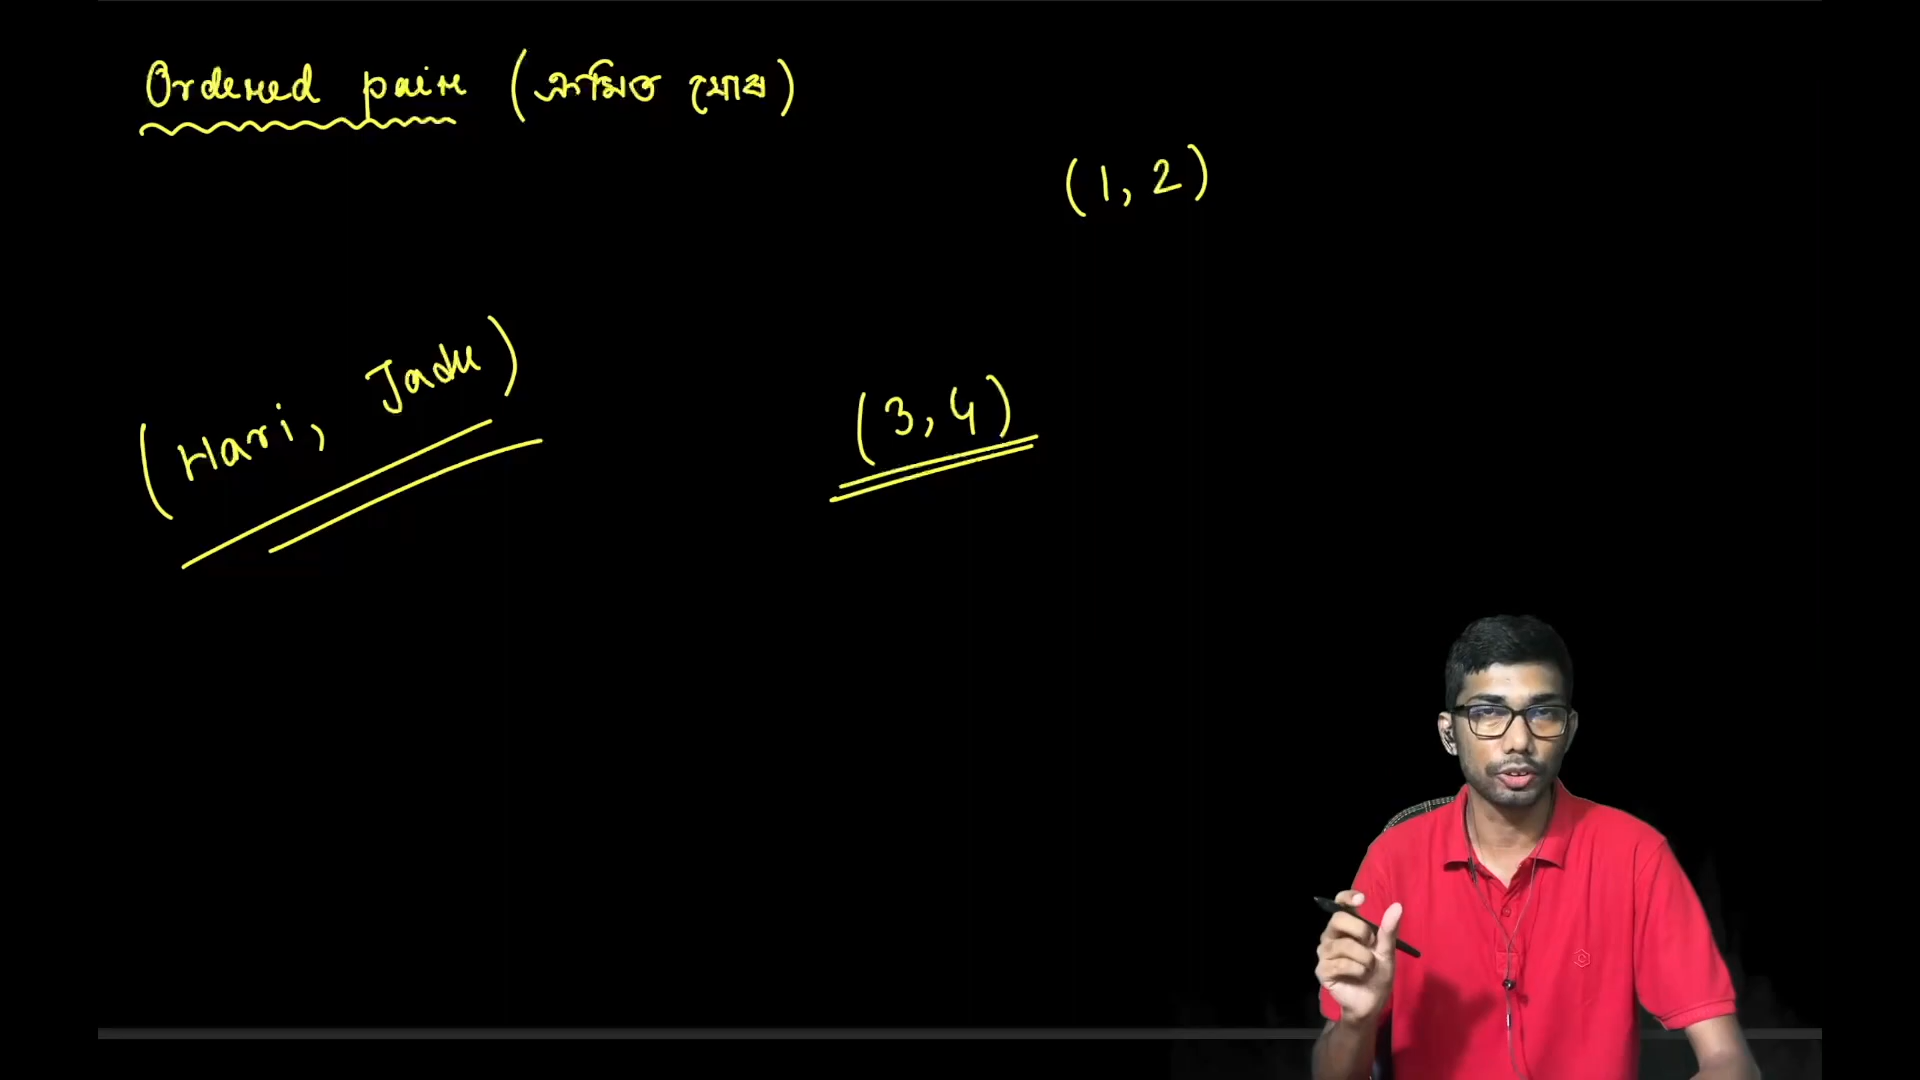 Ordered pair (ক্রমিত যোৰ)
(1, 2)
(Hari, Jadu)
(3, 4)